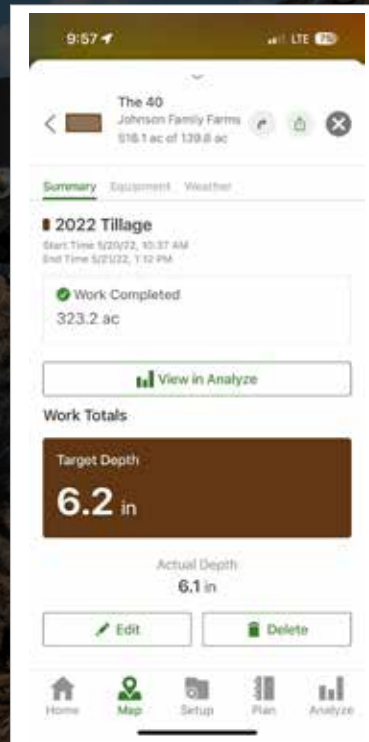 9:57
LTE
The 40
Johnson Family Farms
516.1 ac of 139.8 ac
Summary Equipment Weather
2022 Tillage
Start Time 5/20/22, 10:37 AM
End Time 5/21/22, 1:12 PM
Work Completed
323.2 ac
View in Analyze
Work Totals
Target Depth
6.2 in
Actual Depth
6.1 in
Edit Delete
Home Map Setup Plan Analyze